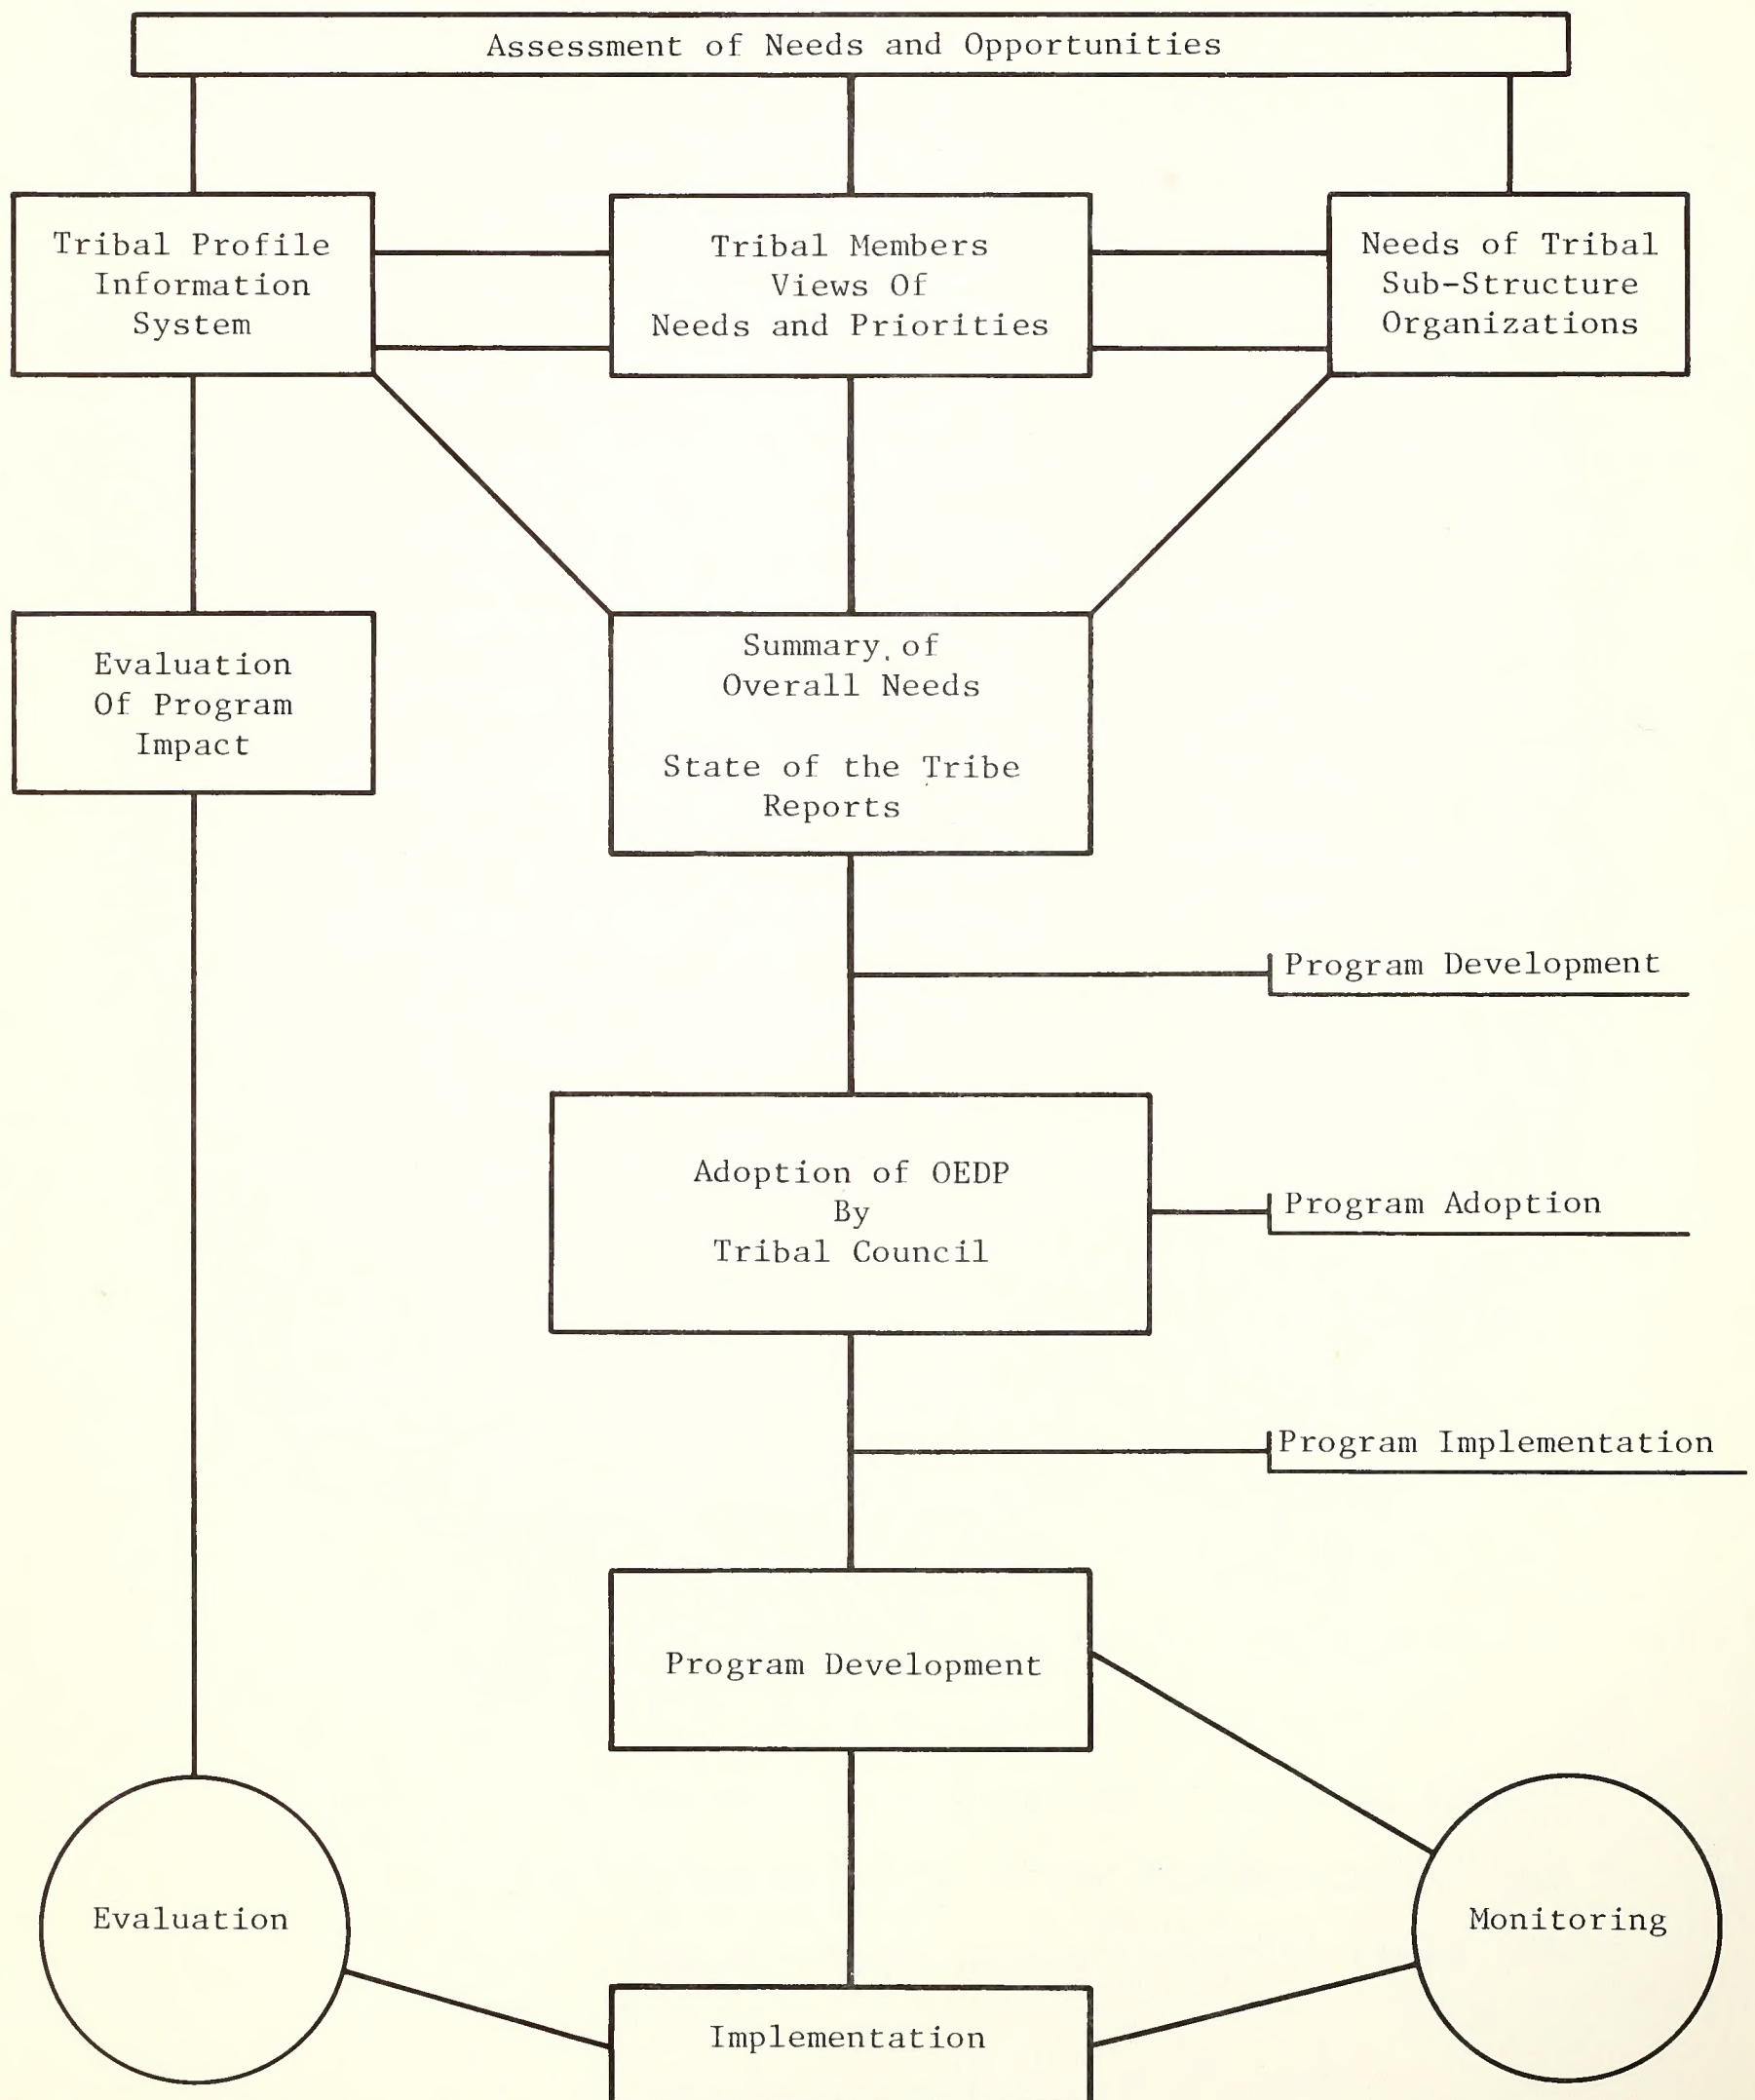 Assessment of Needs and Opportunities
Tribal Profile
Information
System
Tribal Members
Views Of
Needs and Priorities
Needs of Tribal
Sub-Structure
Organizations
Evaluation
Of Program
Impact
Summary of
Overall Needs
State of the Tribe
Reports
Program Development
Adoption of OEDP
By
Tribal Council
Program Adoption
Program Implementation
Program Development
Evaluation
Monitoring
Implementation